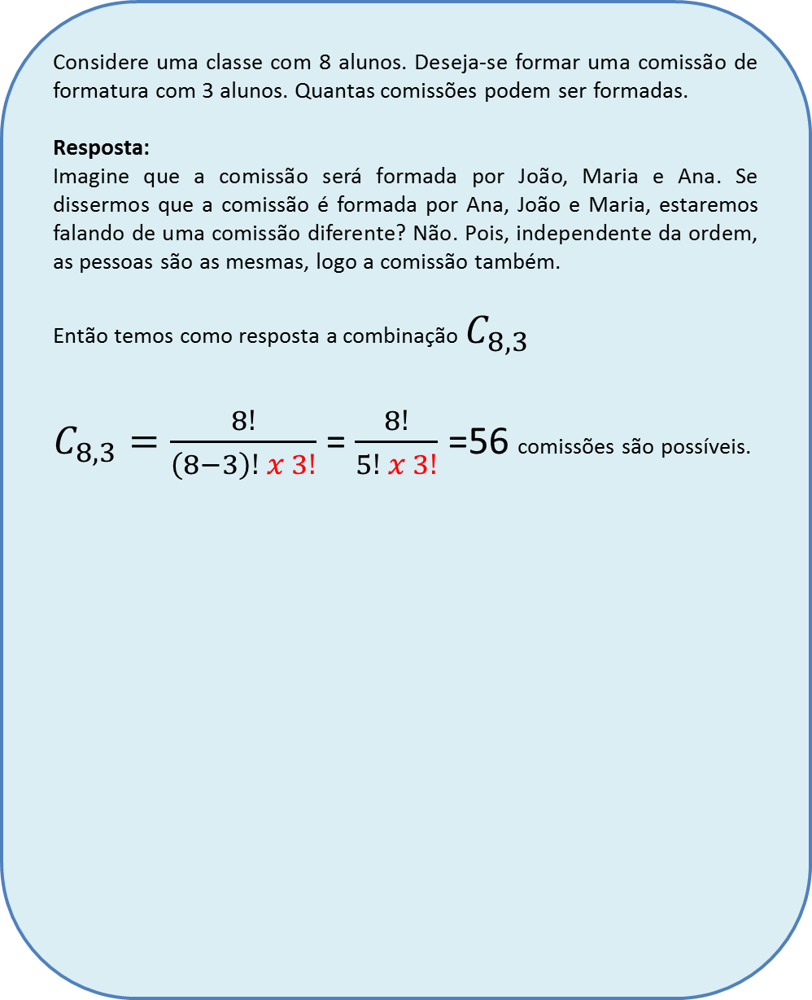 Considere uma classe com 8 alunos. Deseja-se formar uma comissão de
formatura com 3 alunos. Quantas comissões podem ser formadas.
Resposta:
Imagine que a comissão será formada por João, Maria e Ana. Se
dissermos que a comissão é formada por Ana, João e Maria, estaremos
falando de uma comissão diferente? Não. Pois, independente da ordem,
as pessoas são as mesmas, logo a comissão também.
Então temos como resposta a combinação C_{8,3}
C_{8,3} = \frac{8!}{(8−3)! x 3!} = \frac{8!}{5! x 3!} =56 comissões são possíveis.